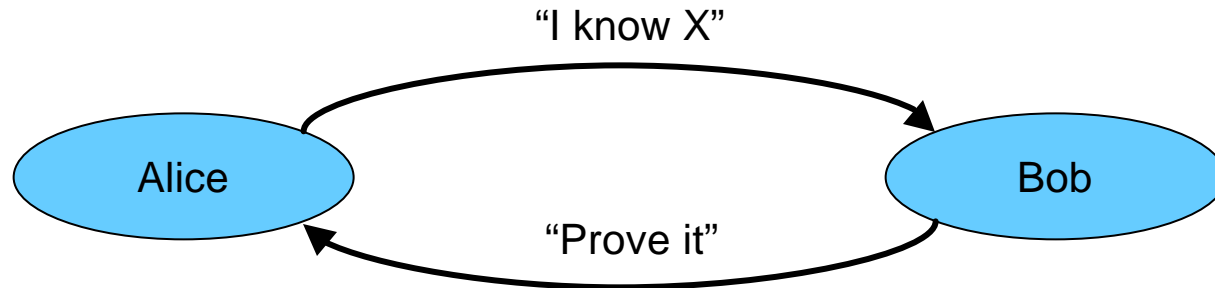 “I know X”
Alice
Bob
“Prove it”